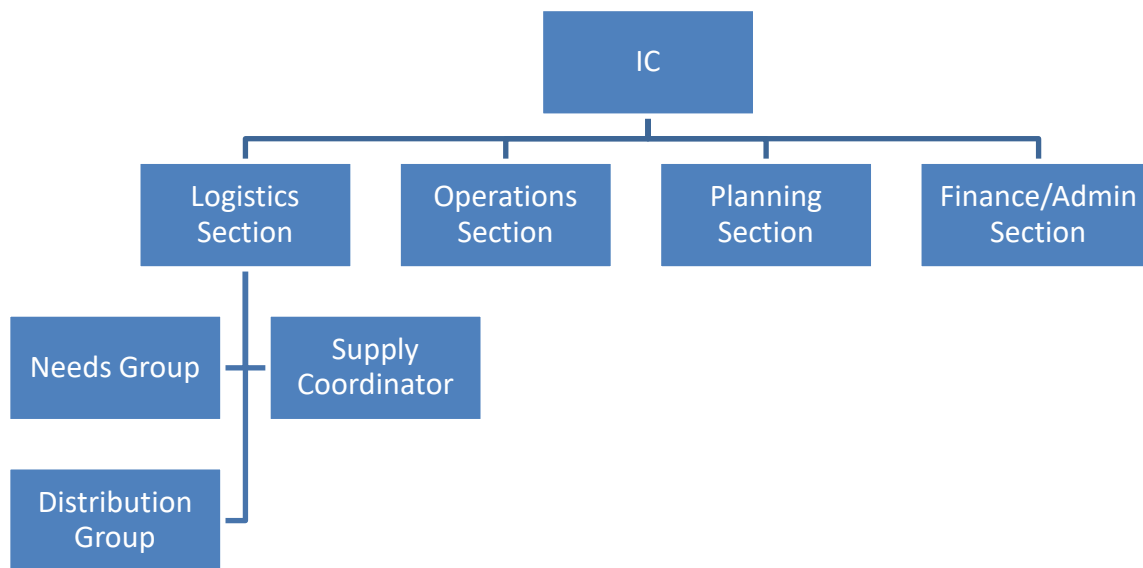 IC
Logistics
Section
Operations
Section
Planning
Section
Finance/Admin
Section
Needs Group
Supply
Coordinator
Distribution
Group